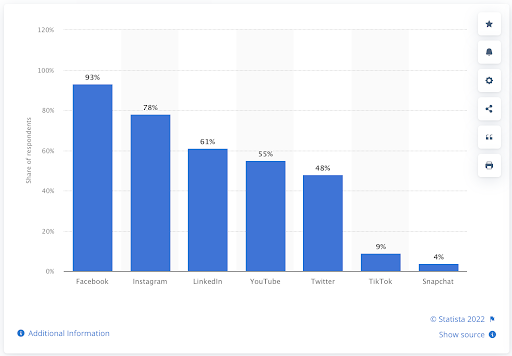 120%
100%
80%
60%
40%
20%
0%
Share of respondents
93%
78%
61%
55%
48%
9%
4%
Facebook Instagram LinkedIn YouTube Twitter TikTok Snapchat
© Statista 2022
Additional Information
Show source